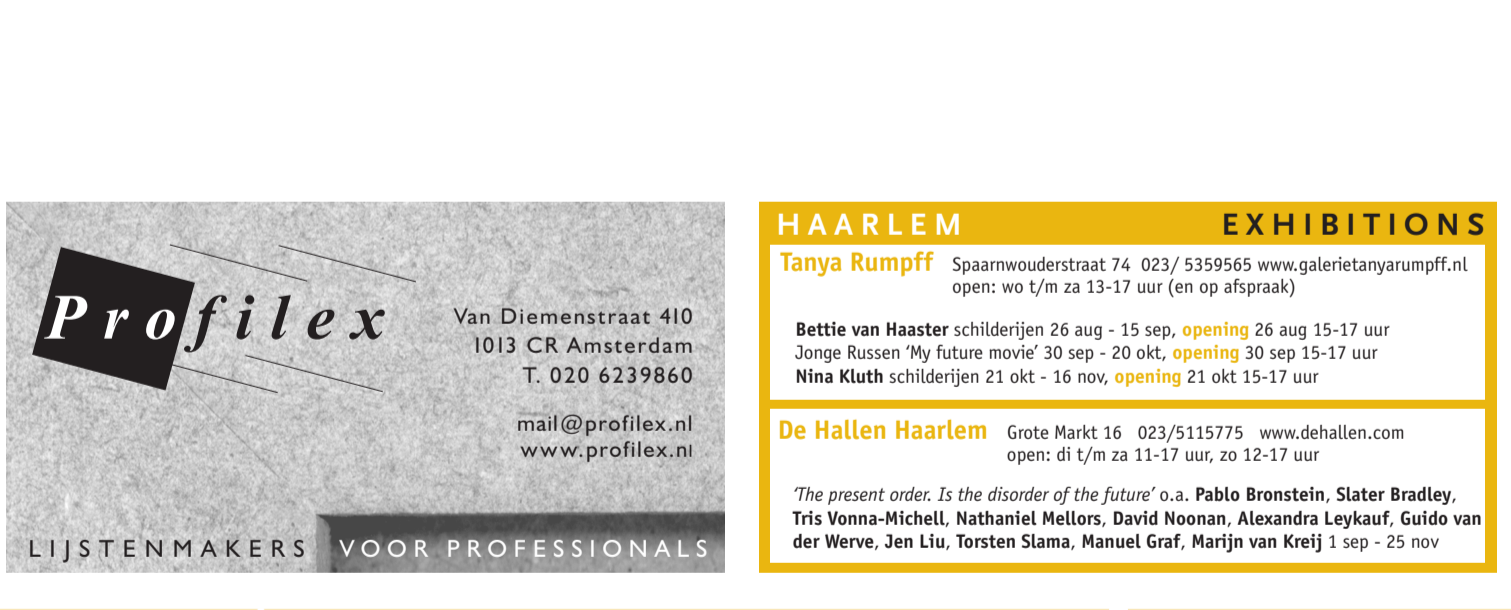 Profilex
Van Diemenstraat 410
1013 CR Amsterdam
T. 020 6239860
mail@profilex.nl
www.profilex.nl
LIJSTENMAKERS VOOR PROFESSIONALS
HAARLEM EXHIBITIONS
Tanya Rumpff Spaarnwouderstraat 74 023/ 5359565 www.galerietanyarumpff.nl
open: wo t/m za 13-17 uur (en op afspraak)
Bettie van Haaster schilderijen 26 aug - 15 sep, opening 26 aug 15-17 uur
Jonge Russen ‘My future movie’ 30 sep - 20 okt, opening 30 sep 15-17 uur
Nina Kluth schilderijen 21 okt - 16 nov, opening 21 okt 15-17 uur
De Hallen Haarlem Grote Markt 16 023/5115775 www.dehallen.com
open: di t/m za 11-17 uur, zo 12-17 uur
‘The present order. Is the disorder of the future’ o.a. Pablo Bronstein, Slater Bradley,
Tris Vonna-Michell, Nathaniel Mellors, David Noonan, Alexandra Leykauf, Guido van
der Werve, Jen Liu, Torsten Slama, Manuel Graf, Marijn van Kreij 1 sep - 25 nov